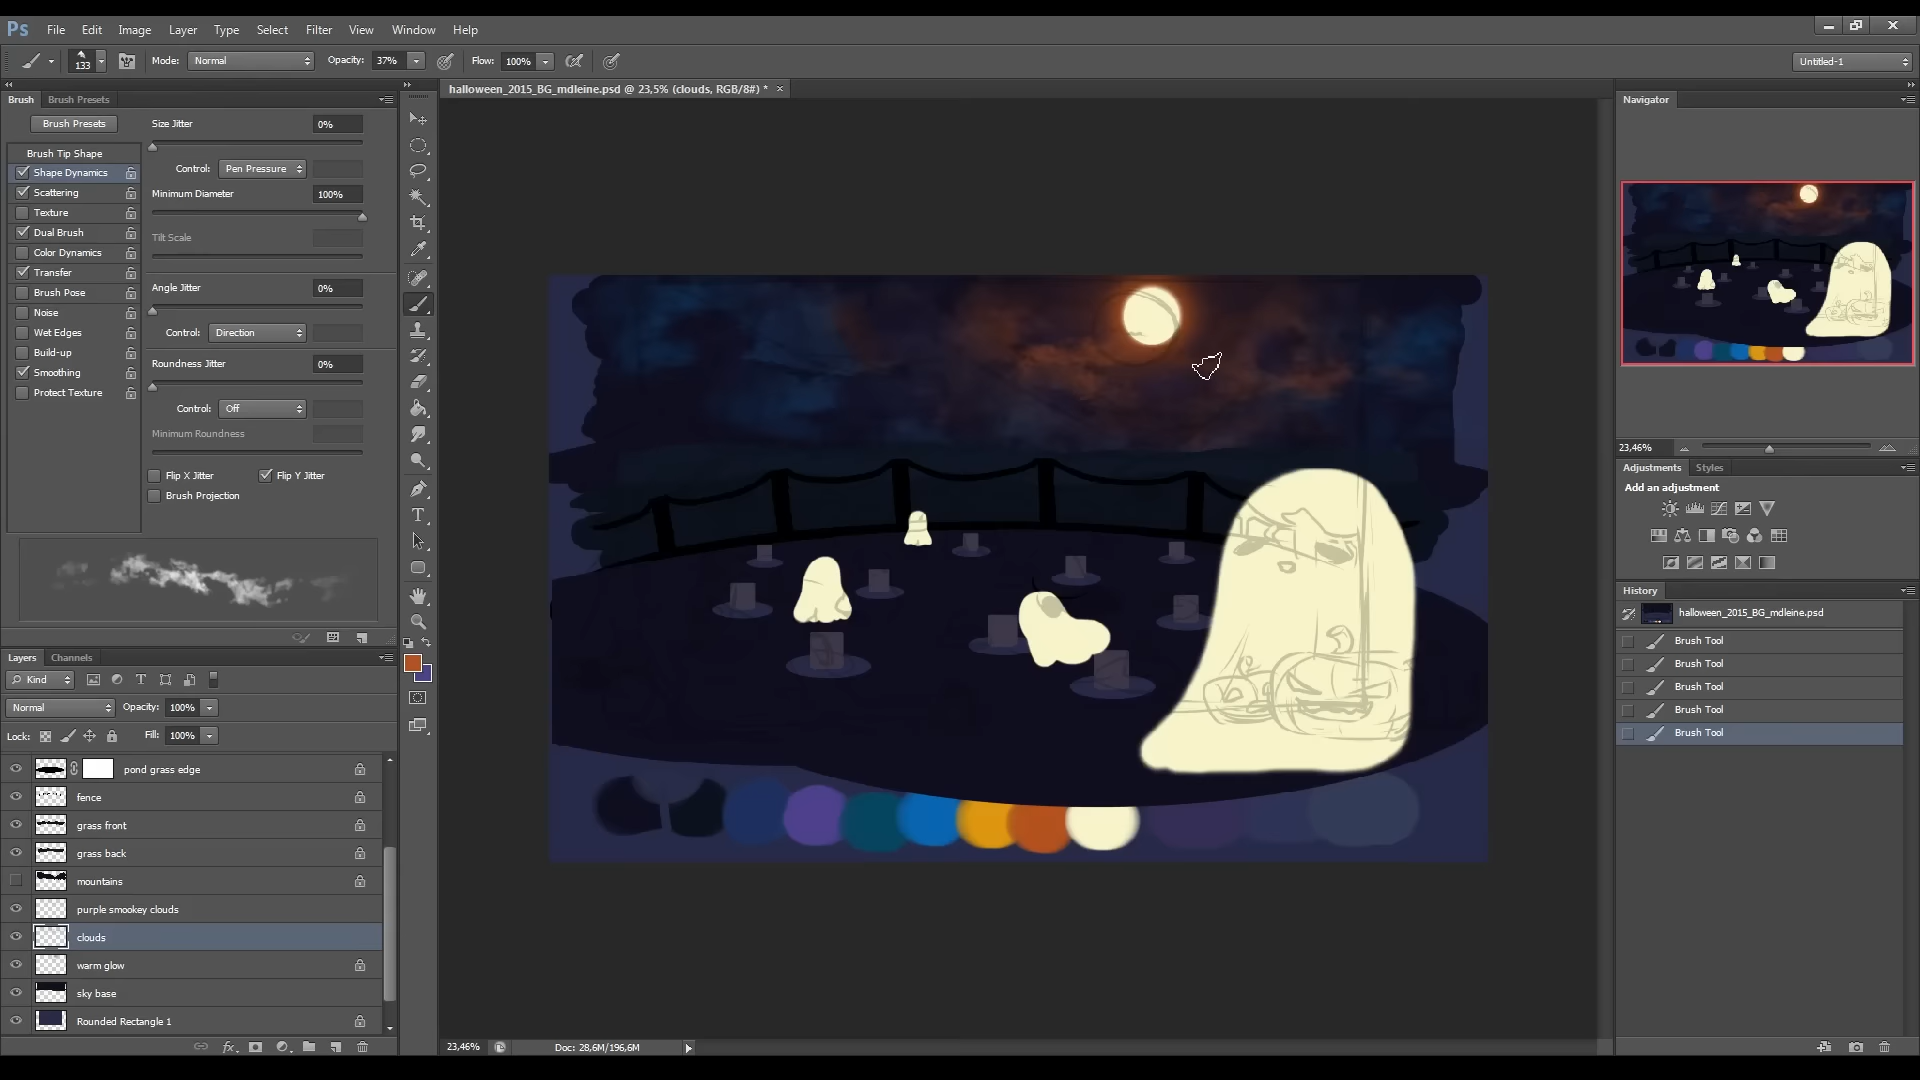 Ps File Edit Image Layer Type Select Filter View Window Help
133 Mode: Normal Opacity: 37% Flow: 100% Untitled-1
halloween_2015_BG_mdleine.psd @ 23,5% (clouds, RGB/8#) * ×
Brush Brush Presets
Brush Presets
Brush Tip Shape
Shape Dynamics
Scattering
Texture
Dual Brush
Color Dynamics
Transfer
Brush Pose
Noise
Wet Edges
Build-up
Smoothing
Protect Texture
Size Jitter 0%
Control: Pen Pressure
Minimum Diameter 100%
Tilt Scale
Angle Jitter 0%
Control: Direction
Roundness Jitter 0%
Control: Off
Minimum Roundness
Flip X Jitter Flip Y Jitter
Brush Projection
Layers Channels
Kind
Normal Opacity: 100%
Lock: Fill: 100%
pond grass edge
fence
grass front
grass back
mountains
purple smookey clouds
clouds
warm glow
sky base
Rounded Rectangle 1
23,46% Doc: 28,6M/196,6M
Navigator
23,46%
Adjustments Styles
Add an adjustment
History
halloween_2015_BG_mdleine.psd
Brush Tool
Brush Tool
Brush Tool
Brush Tool
Brush Tool